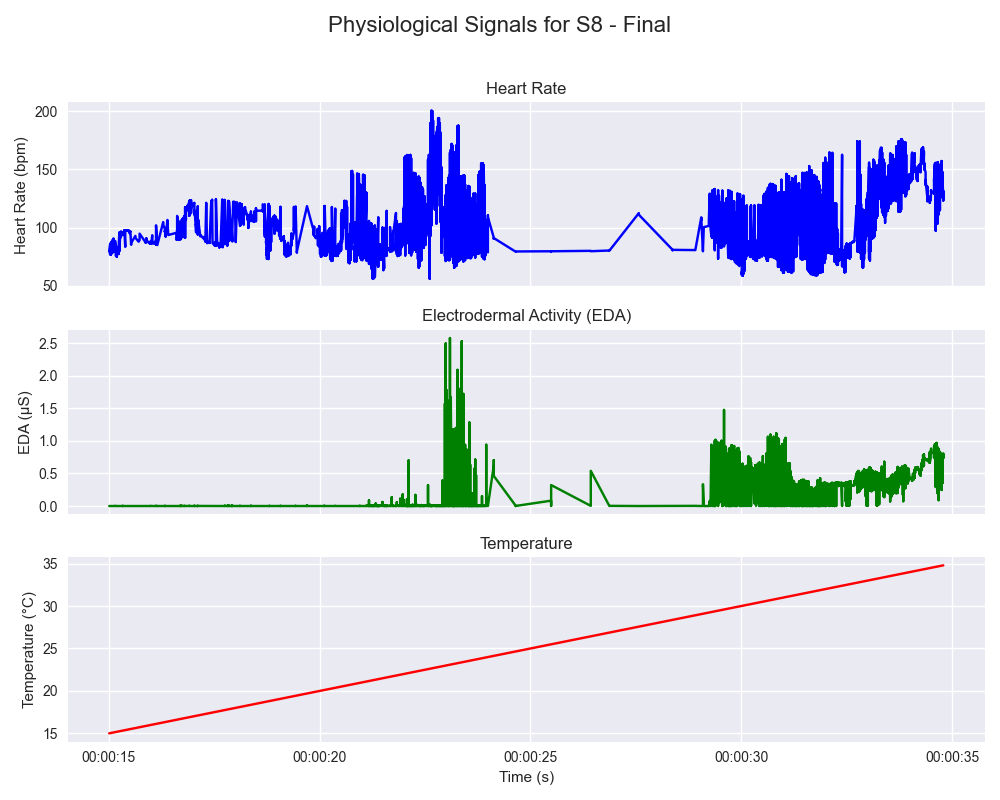 Physiological Signals for S8 - Final
Heart Rate
Heart Rate (bpm)
200
150
100
50
Electrodermal Activity (EDA)
EDA (μS)
2.5
2.0
1.5
1.0
0.5
0.0
Temperature
Temperature (°C)
35
30
25
20
15
00:00:15 00:00:20 00:00:25 00:00:30 00:00:35
Time (s)